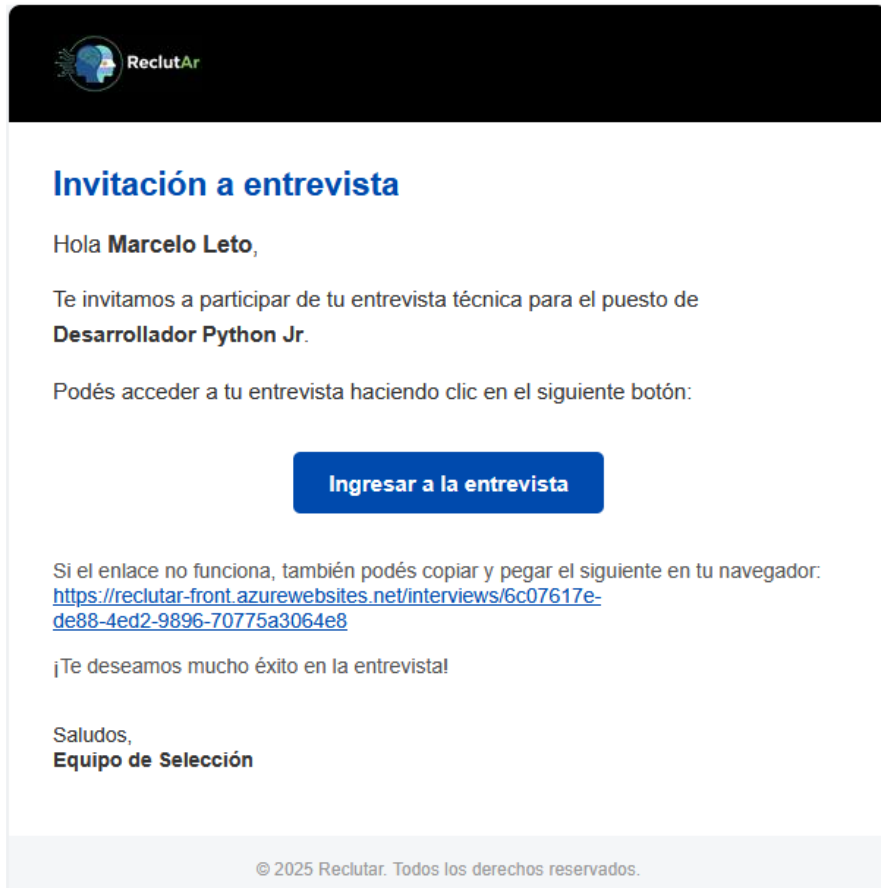 ReclutAr
Invitación a entrevista
Hola Marcelo Leto,
Te invitamos a participar de tu entrevista técnica para el puesto de
Desarrollador Python Jr.
Podés acceder a tu entrevista haciendo clic en el siguiente botón:
Ingresar a la entrevista
Si el enlace no funciona, también podés copiar y pegar el siguiente en tu navegador:
https://reclutar-front.azurewebsites.net/interviews/6c07617e-
de88-4ed2-9896-70775a3064e8
¡Te deseamos mucho éxito en la entrevista!
Saludos,
Equipo de Selección
© 2025 Reclutar. Todos los derechos reservados.